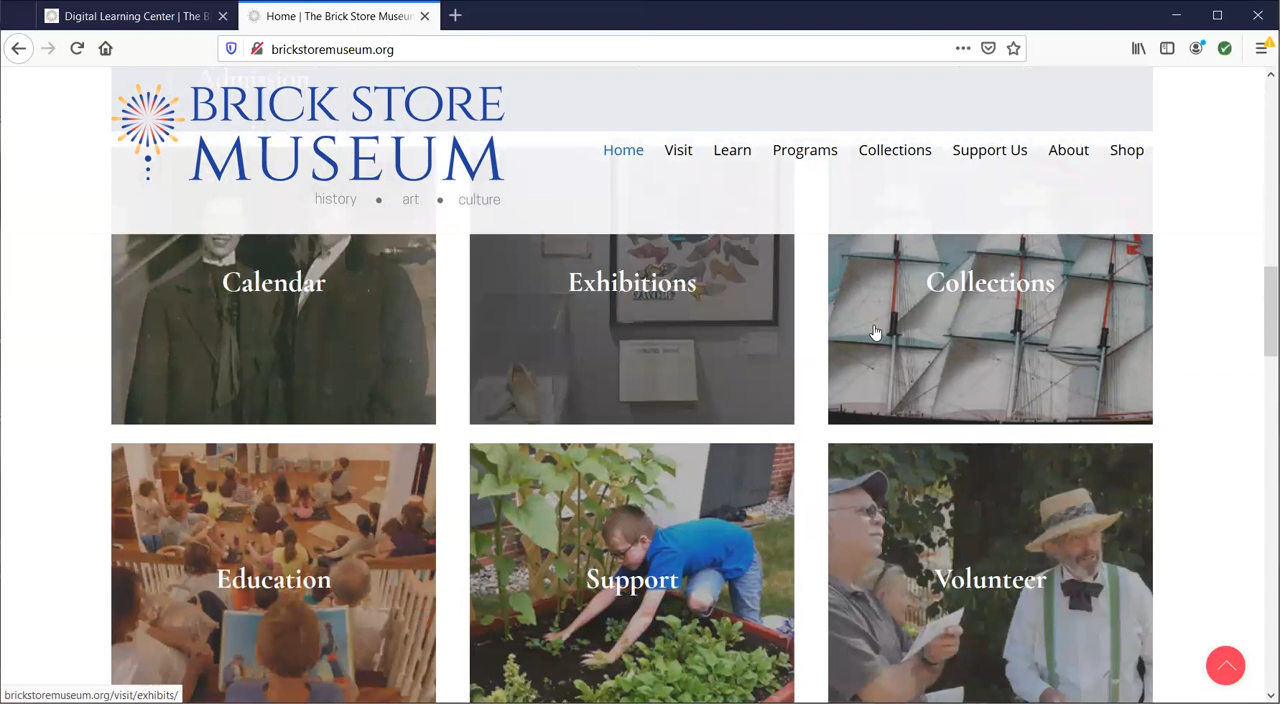 Digital Learning Center | The B
Home | The Brick Store Museum
brickstoremuseum.org
Admission
BRICK STORE
MUSEUM
history • art • culture
Home Visit Learn Programs Collections Support Us About Shop
Calendar Exhibitions Collections
Education Support Volunteer
brickstoremuseum.org/visit/exhibits/